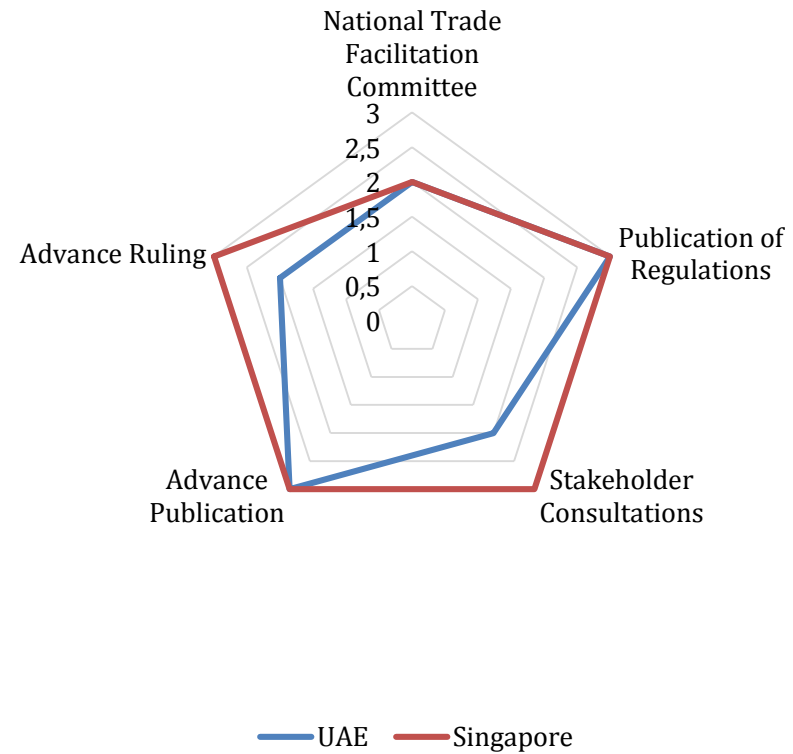 National Trade
Facilitation
Committee
3
2,5
2
1,5
1
0,5
0
Publication of
Regulations
Stakeholder
Consultations
Advance
Publication
Advance Ruling
UAE
Singapore